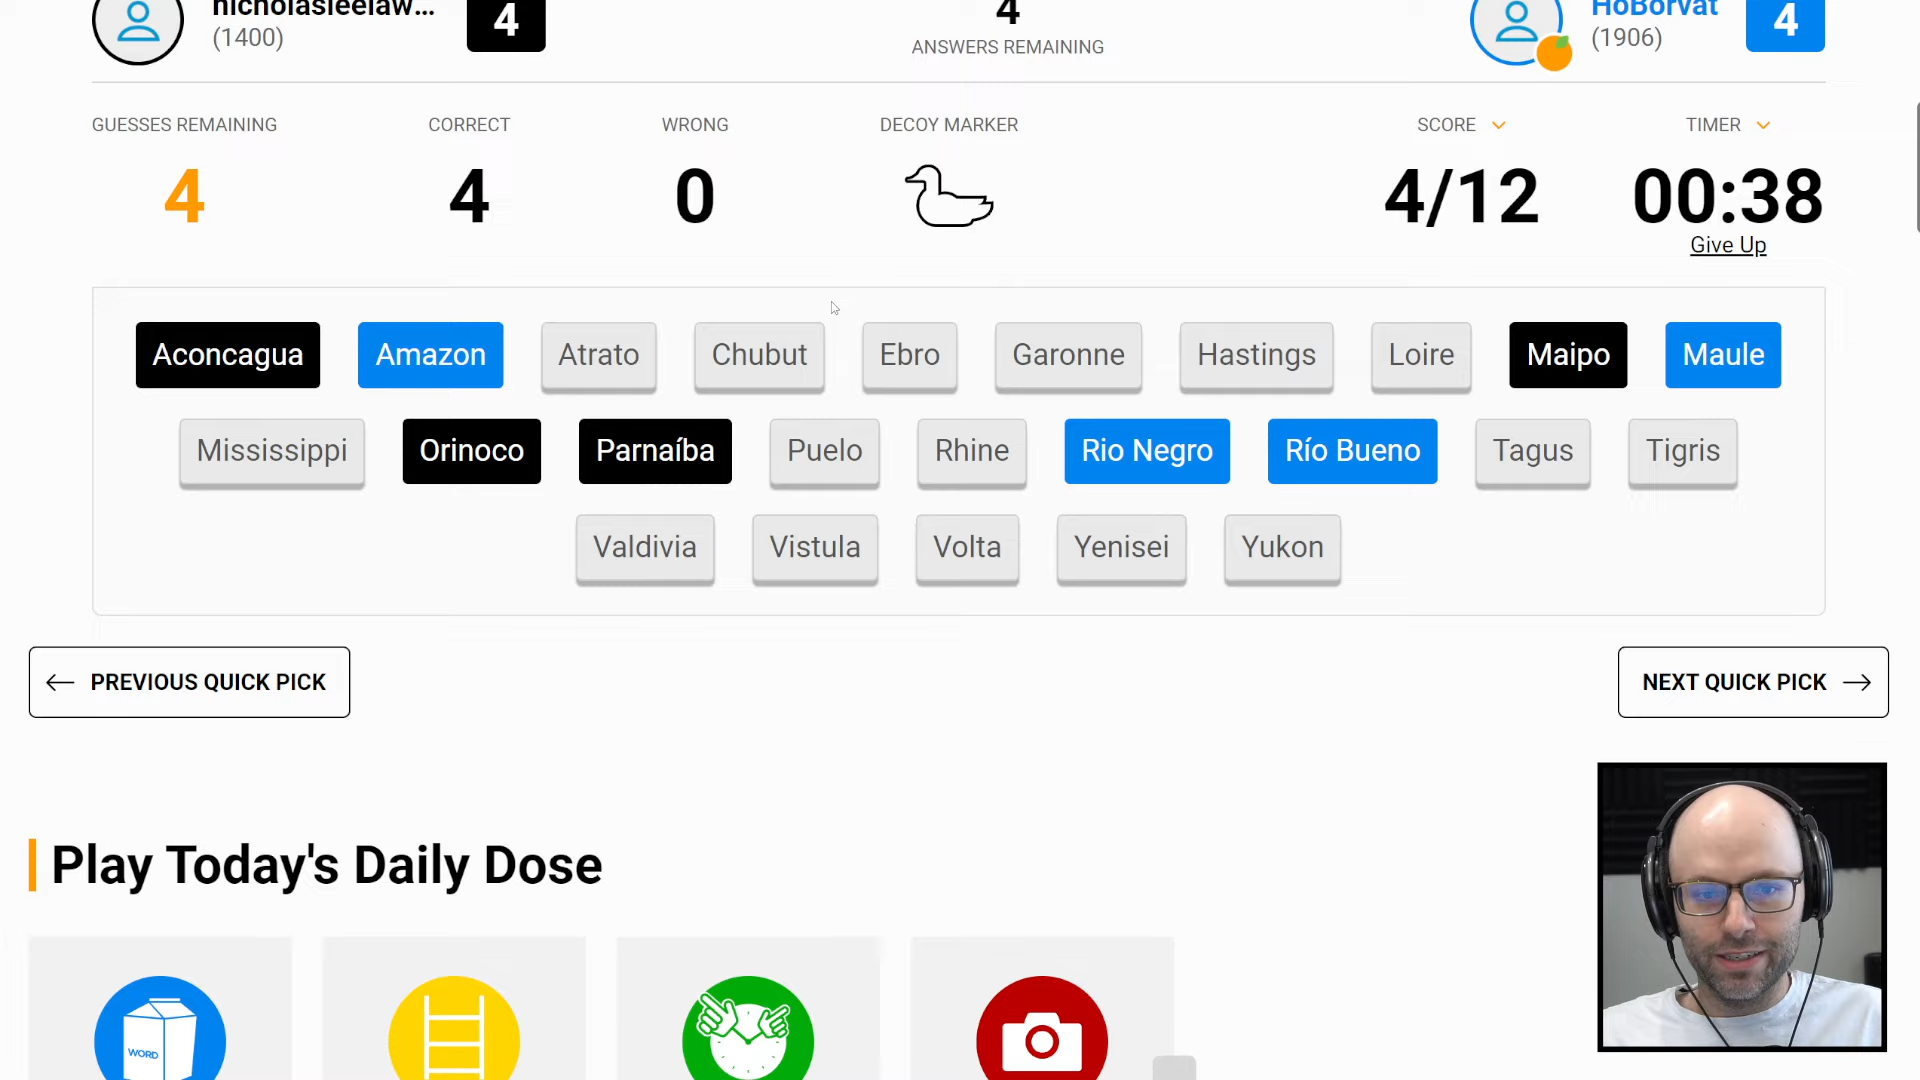 nicholasleelaw... 4 4 HoBorvat 4
(1400) ANSWERS REMAINING (1906)
GUESSES REMAINING CORRECT WRONG DECOY MARKER SCORE TIMER
4 4 0 4/12 00:38
Give Up
Aconcagua Amazon Atrato Chubut Ebro Garonne Hastings Loire Maipo Maule
Mississippi Orinoco Parnaíba Puelo Rhine Rio Negro Río Bueno Tagus Tigris
Valdivia Vistula Volta Yenisei Yukon
PREVIOUS QUICK PICK NEXT QUICK PICK
Play Today's Daily Dose
WORD